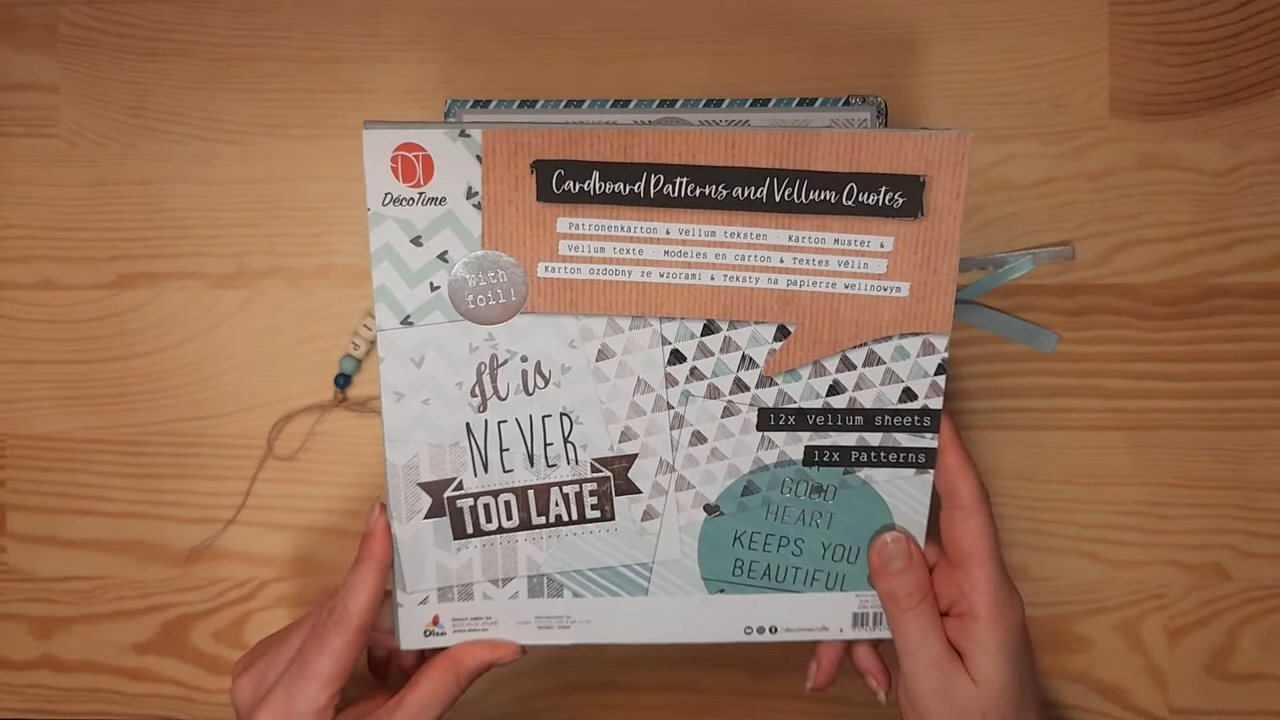 DT
DécoTime
Cardboard Patterns and Vellum Quotes
Patronenkarton & Vellum teksten · Karton Muster &
Vellum texte · Modeles en carton & Textes Vélin ·
Karton ozdobny ze wzorami & Teksty na papierze welinowym
with
foil!
It is
NEVER
TOO LATE
12x Vellum sheets
12x Patterns
GOOD
HEART
KEEPS YOU
BEAUTIFUL